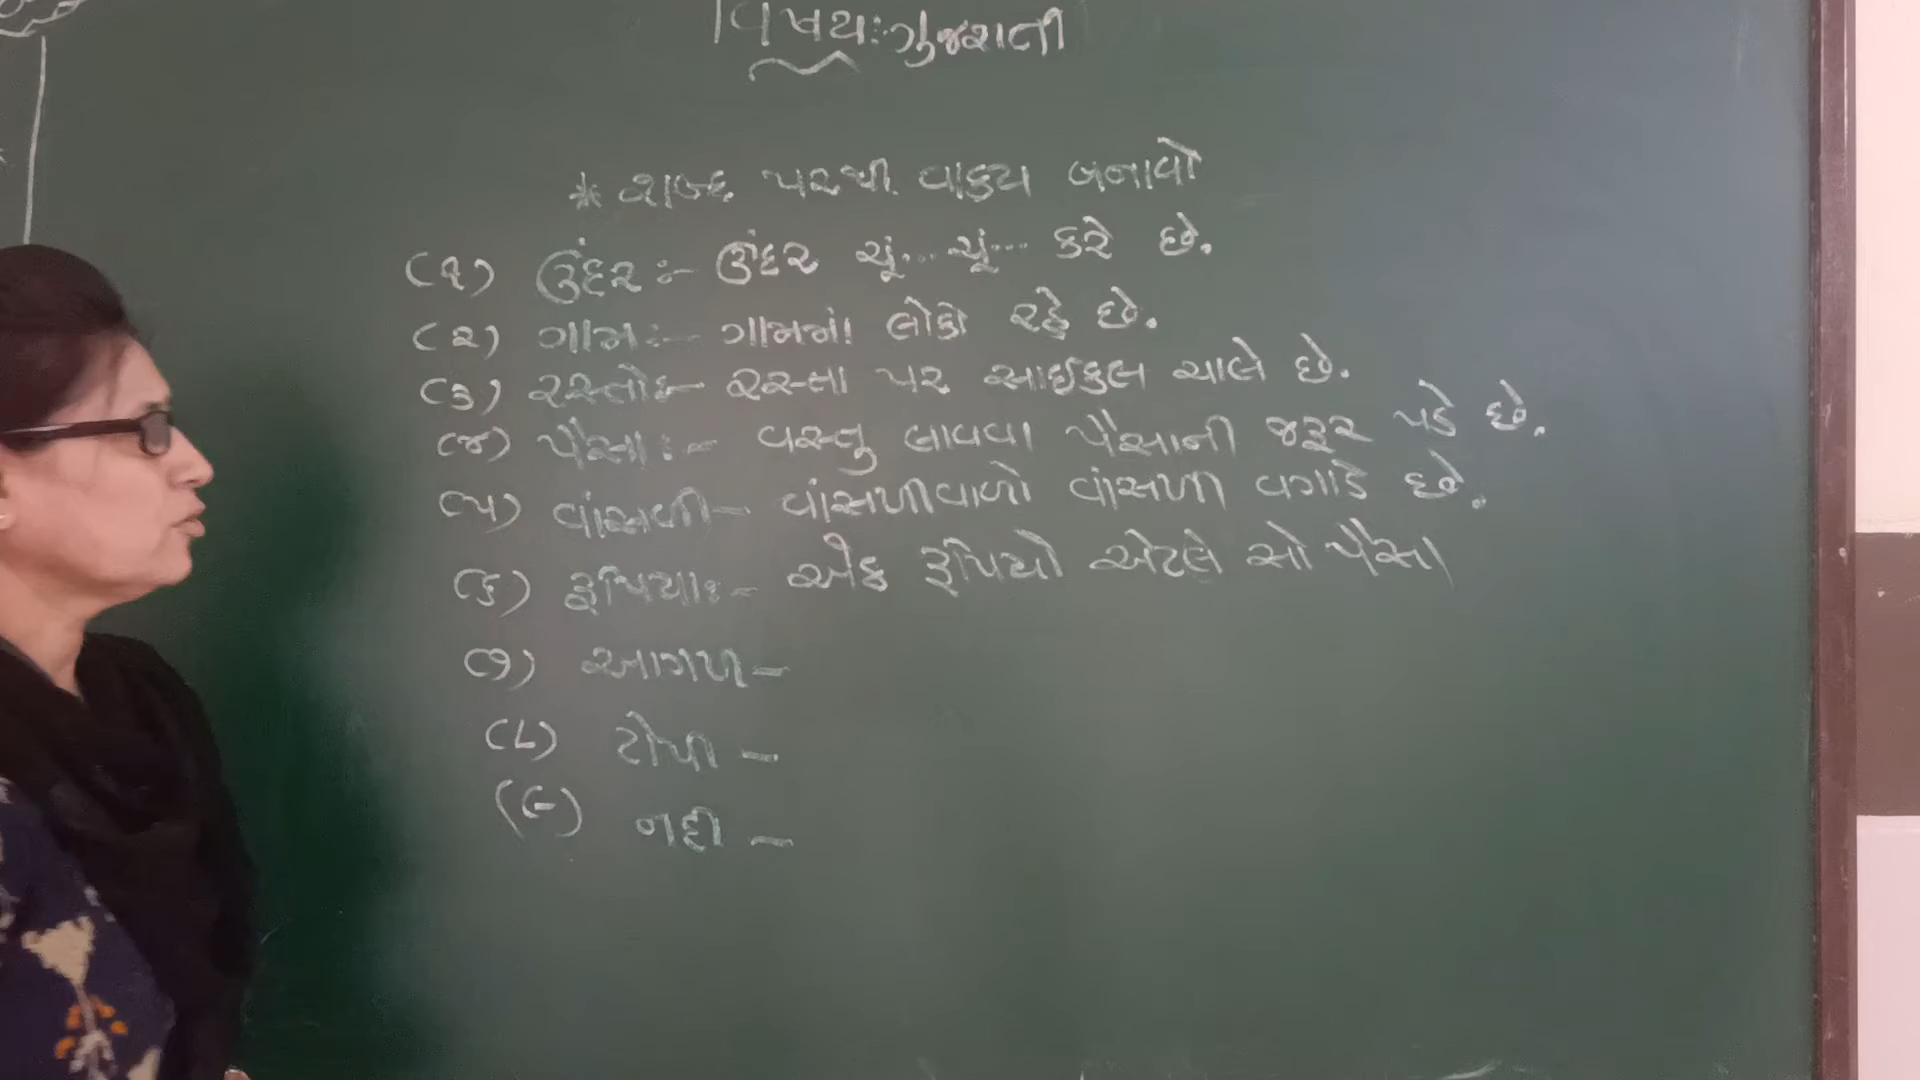 વિષય:ગુજરાતી
* શબ્દ પરથી વાક્ય બનાવો
(૧) ઉંદર:- ઉંદર ચૂં... ચૂં... કરે છે.
(૨) ગામ:- ગામમાં લોકો રહે છે.
(૩) રસ્તો:- રસ્તા પર સાઈકલ ચાલે છે.
(૪) પૈસા:- વસ્તુ લાવવા પૈસાની જરૂર પડે છે.
(૫) વાંસળી- વાંસળીવાળો વાંસળી વગાડે છે.
(૬) રૂપિયા:- એક રૂપિયો એટલે સો પૈસા
(૭) આગળ-
(૮) ટોપી -
(૯) નદી -